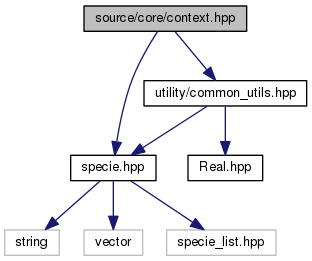 source/core/context.hpp
utility/common_utils.hpp
specie.hpp
Real.hpp
string
vector
specie_list.hpp